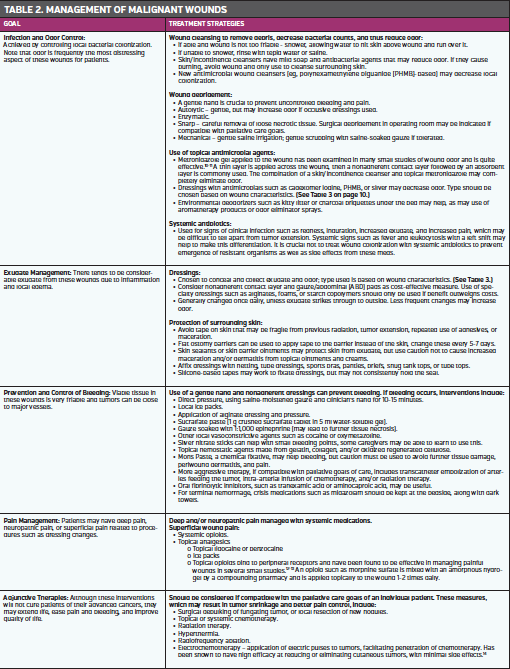 TABLE 2. MANAGEMENT OF MALIGNANT WOUNDS
GOAL
TREATMENT STRATEGIES
Infection and Odor Control:
Achieved by controlling local bacterial colonization.
Note that odor is frequently the most distressing
aspect of these wounds for patients.
Wound cleansing to remove debris, decrease bacterial counts, and thus reduce odor:
• If able and wound is not too friable - shower, allowing water to hit skin above wound and run over it.
• If unable to shower, rinse with tepid water or saline.
• Skin/incontinence cleansers have mild soap and antibacterial agents that may reduce odor. If they cause
burning, avoid wound and only use to cleanse surrounding skin.
• New antimicrobial wound cleansers (eg, polyhexamethylene biguanide [PHMB]-based) may decrease local
colonization.
Wound debridement:
• A gentle hand is crucial to prevent uncontrolled bleeding and pain.
• Autolytic – gentle, but may increase odor if occlusive dressings used.
• Enzymatic.
• Sharp – careful removal of loose necrotic tissue. Surgical debridement in operating room may be indicated if
compatible with palliative care goals.
• Mechanical – gentle saline irrigation; gentle scrubbing with saline-soaked gauze if tolerated.
Use of topical antimicrobial agents:
• Metronidazole gel applied to the wound has been examined in many small studies of wound odor and is quite
effective. A thin layer is applied across the wound, then a nonadherent contact layer followed by an absorbent
layer is commonly used. The combination of a skin/incontinence cleanser and topical metronidazole may com-
pletely eliminate odor.
• Dressings with antimicrobials such as cadexomer iodine, PHMB, or silver may decrease odor. Type should be
chosen based on wound characteristics. (See Table 3 on page 10.)
• Environmental deodorizers such as kitty litter or charcoal briquettes under the bed may help, as may use of
aromatherapy products or odor eliminator sprays.
Systemic antibiotics:
• Used for signs of clinical infection such as redness, induration, increased exudate, and increased pain, which may
be difficult to tell apart from tumor extension. Systemic signs such as fever and leukocytosis with a left shift may
help to make this differentiation. It is crucial not to treat wound colonization with systemic antibiotics to prevent
emergence of resistant organisms as well as side effects from these meds.
Exudate Management: There tends to be consider-
able exudate from these wounds due to inflammation
and local edema.
Dressings:
• Chosen to conceal and collect exudate and odor; type used is based on wound characteristics. (See Table 3.)
• Consider nonadherent contact layer and gauze/abdominal [ABD] pads as cost-effective measure. Use of spe-
cialty dressings such as alginates, foams, or starch copolymers should only be used if benefit outweighs costs.
• Generally changed once daily, unless exudate strikes through to outside. Less frequent changes may increase
odor.
Protection of surrounding skin:
• Avoid tape on skin that may be fragile from previous radiation, tumor extension, repeated use of adhesives, or
maceration.
• Flat ostomy barriers can be used to apply tape to the barrier instead of the skin, change these every 5-7 days.
• Skin sealants or skin barrier ointments may protect skin from exudate, but use caution not to cause increased
maceration and/or dermatitis from topical ointments and creams.
• Affix dressings with netting, tube dressings, sports bras, panties, briefs, snug tank tops, or tube tops.
• Silicone-based tapes may work to fixate dressings, but may not consistently hold the seal.
Prevention and Control of Bleeding: Viable tissue in
these wounds is very friable and tumors can be close
to major vessels.
Use of a gentle hand and nonadherent dressings can prevent bleeding. If bleeding occurs, interventions include:
• Direct pressure, using saline-moistened gauze and clinician's hand for 10-15 minutes.
• Local ice packs.
• Application of alginate dressing and pressure.
• Sucralfate paste (1 g crushed sucralfate tablet in 5 ml water-soluble gel).
• Gauze soaked with 1:1,000 epinephrine (may lead to further tissue necrosis).
• Other local vasoconstrictive agents such as cocaine or oxymetazoline.
• Silver nitrate sticks can help with small bleeding points, some caregivers may be able to learn to use this.
• Topical hemostatic agents made from gelatin, collagen, and/or oxidized regenerated cellulose.
• Mons Paste, a chemical fixative, may help bleeding, but caution must be used to avoid further tissue damage,
periwound dermatitis, and pain.
• More aggressive therapy, if compatible with palliative goals of care, includes transcatheter embolization of arter-
ies feeding the tumor, intra-arterial infusion of chemotherapy, and/or radiation therapy.
• Oral fibrinolytic inhibitors, such as tranexamic acid or aminocaproic acid, may be useful.
• For terminal hemorrhage, crisis medications such as midazolam should be kept at the bedside, along with dark
towels.
Pain Management: Patients may have deep pain,
neuropathic pain, or superficial pain related to proce-
dures such as dressing changes.
Deep and/or neuropathic pain managed with systemic medications.
Superficial wound pain:
• Systemic opioids.
• Topical analgesics
o Topical lidocaine or benzocaine
o Ice packs
o Topical opioids bind to peripheral receptors and have been found to be effective in managing painful
wounds in several small studies. An opioid such as morphine sulfate is mixed with an amorphous hydro-
gel by a compounding pharmacy and is applied topically to the wound 1-2 times daily.
Adjunctive Therapies: Although these interventions
will not cure patients of their advanced cancers, they
may extend life, ease pain and bleeding, and improve
quality of life.
Should be considered if compatible with the palliative care goals of an individual patient. These measures,
which may result in tumor shrinkage and better pain control, include:
• Surgical debulking of fungating tumor, or local resection of new nodules.
• Topical or systemic chemotherapy.
• Radiation therapy.
• Hyperthermia.
• Radiofrequency ablation.
• Electrochemotherapy – application of electric pulses to tumors, facilitating penetration of chemotherapy. Has
been shown to have high efficacy at reducing or eliminating cutaneous tumors, with minimal side effects.